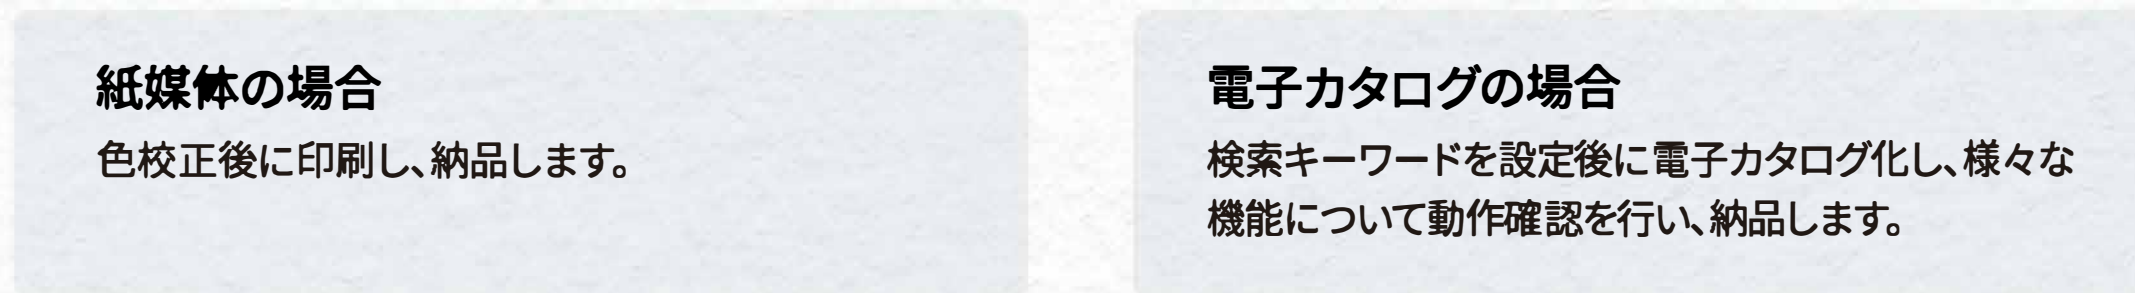 紙媒体の場合
色校正後に印刷し、納品します。
電子カタログの場合
検索キーワードを設定後に電子カタログ化し、様々な
機能について動作確認を行い、納品します。